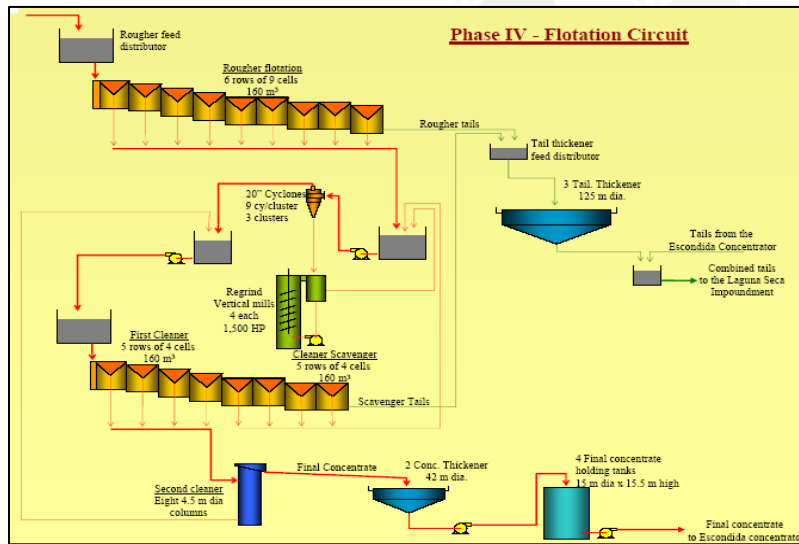 Phase IV - Flotation Circuit
Rougher feed
distributor
Rougher flotation
6 rows of 9 cells
160 m³
Rougher tails
Tail thickener
feed distributor
3 Tail. Thickener
125 m dia.
20" Cyclones
9 cy/cluster
3 clusters
Tails from the
Escondida Concentrator
Combined tails
to the Laguna Seca
Impoundment
Regrind
Vertical mills
4 each
1,500 HP
First Cleaner
5 rows of 4 cells
160 m³
Cleaner Scavenger
5 rows of 4 cells
160 m³
Scavenger Tails
Second cleaner
Eight 4.5 m dia
columns
Final Concentrate
2 Conc. Thickener
42 m dia.
4 Final concentrate
holding tanks
15 m dia x 15.5 m high
Final concentrate
to Escondida concentrato